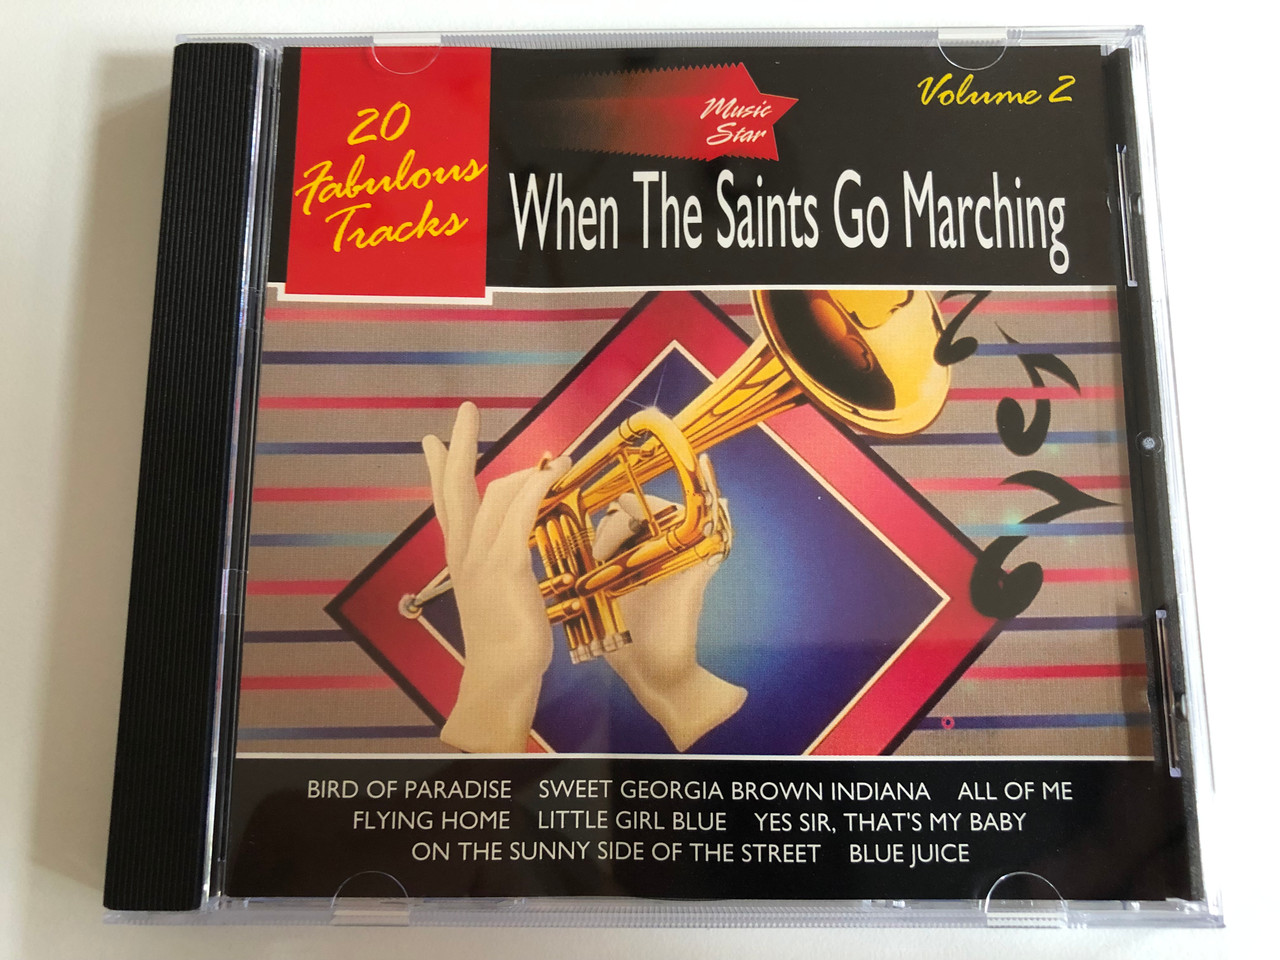 20
Fabulous
Tracks
Music
Star
Volume 2
When The Saints Go Marching
BIRD OF PARADISE SWEET GEORGIA BROWN INDIANA ALL OF ME
FLYING HOME LITTLE GIRL BLUE YES SIR, THAT'S MY BABY
ON THE SUNNY SIDE OF THE STREET BLUE JUICE